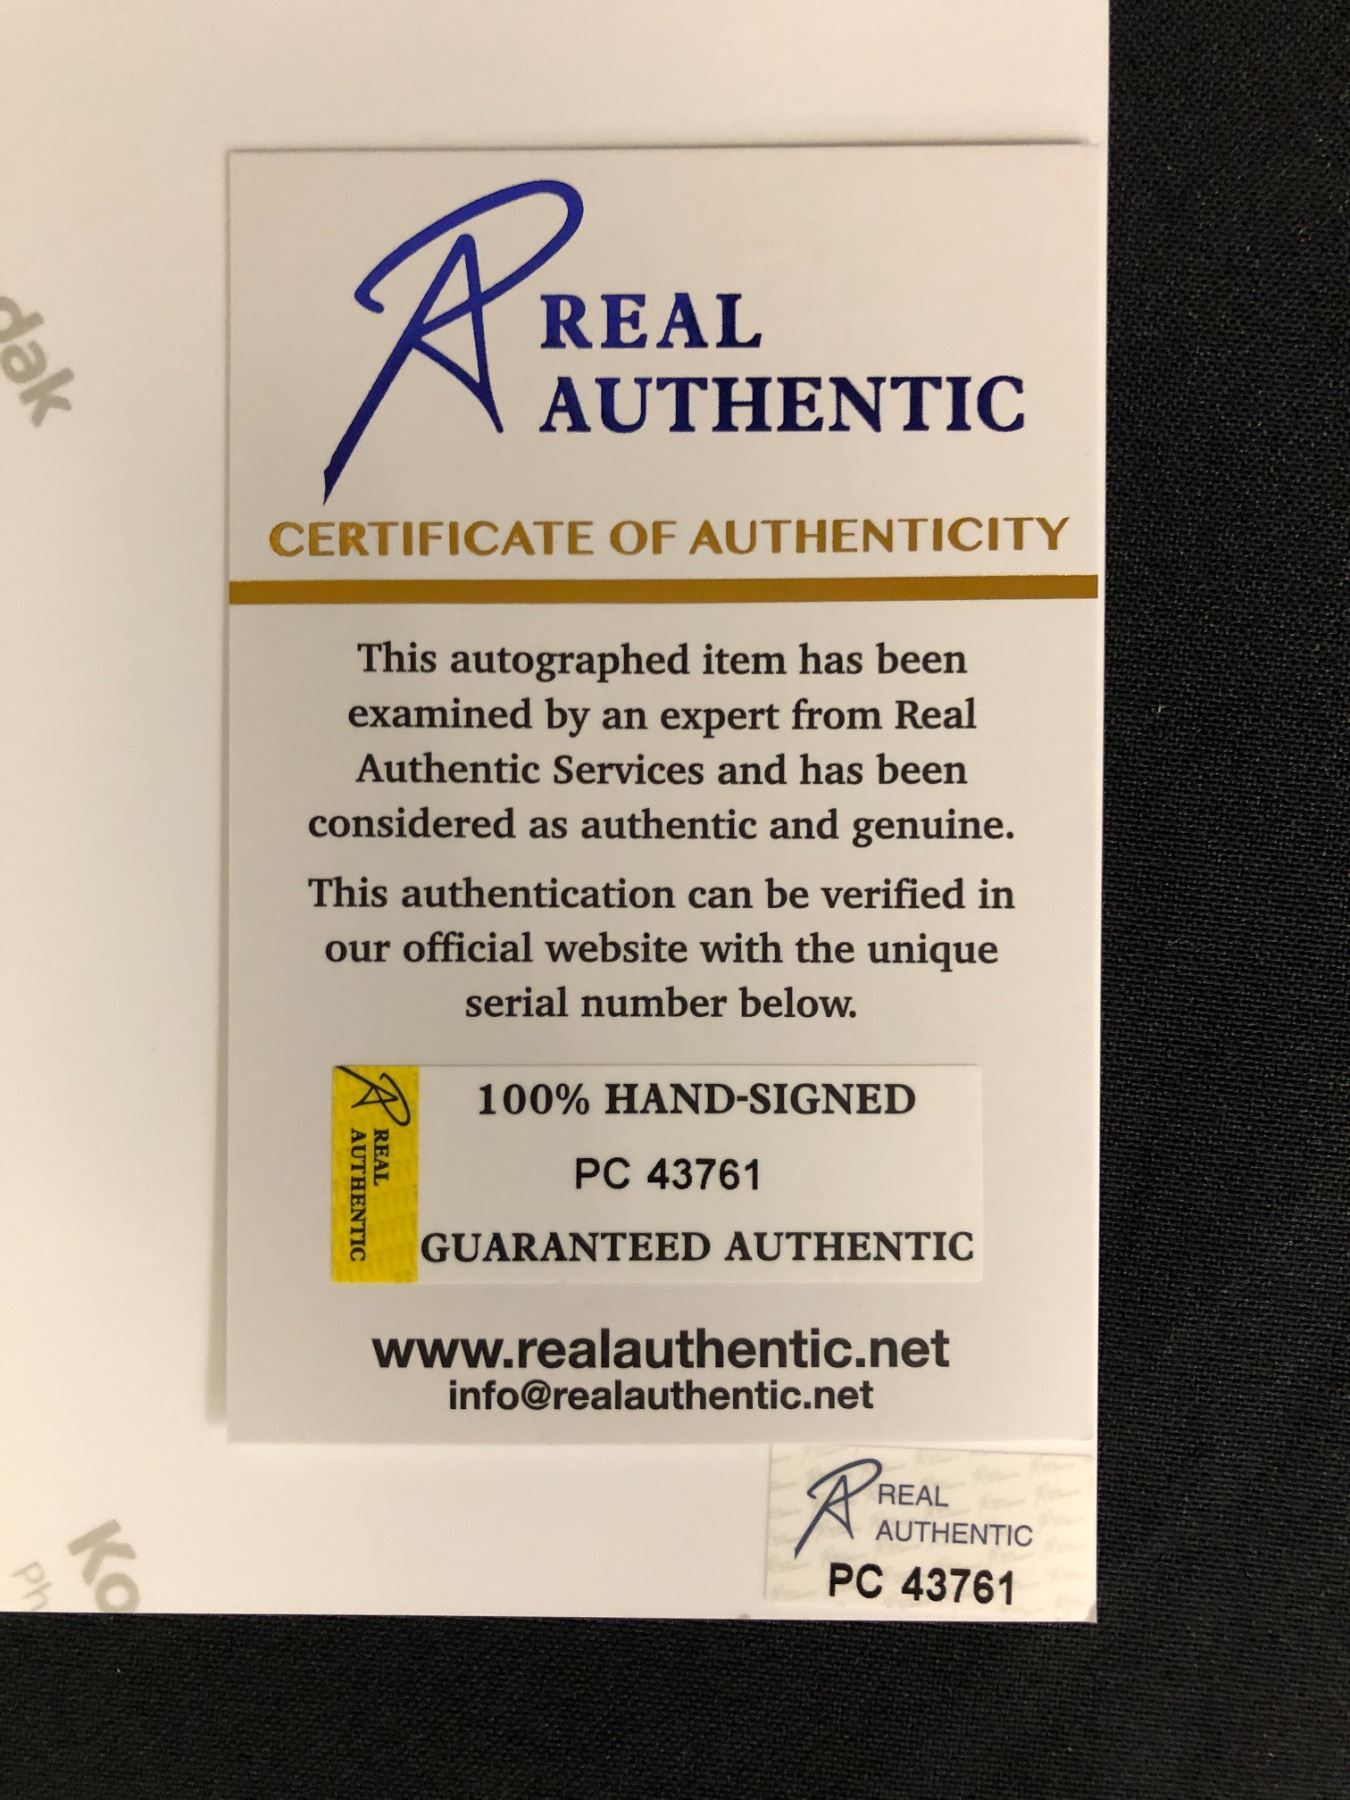 dak
REAL
AUTHENTIC
CERTIFICATE OF AUTHENTICITY
This autographed item has been
examined by an expert from Real
Authentic Services and has been
considered as authentic and genuine.
This authentication can be verified in
our official website with the unique
serial number below.
REAL
AUTHENTIC
100% HAND-SIGNED
PC 43761
GUARANTEED AUTHENTIC
www.realauthentic.net
info@realauthentic.net
Ko
Ph
REAL
AUTHENTIC
PC 43761